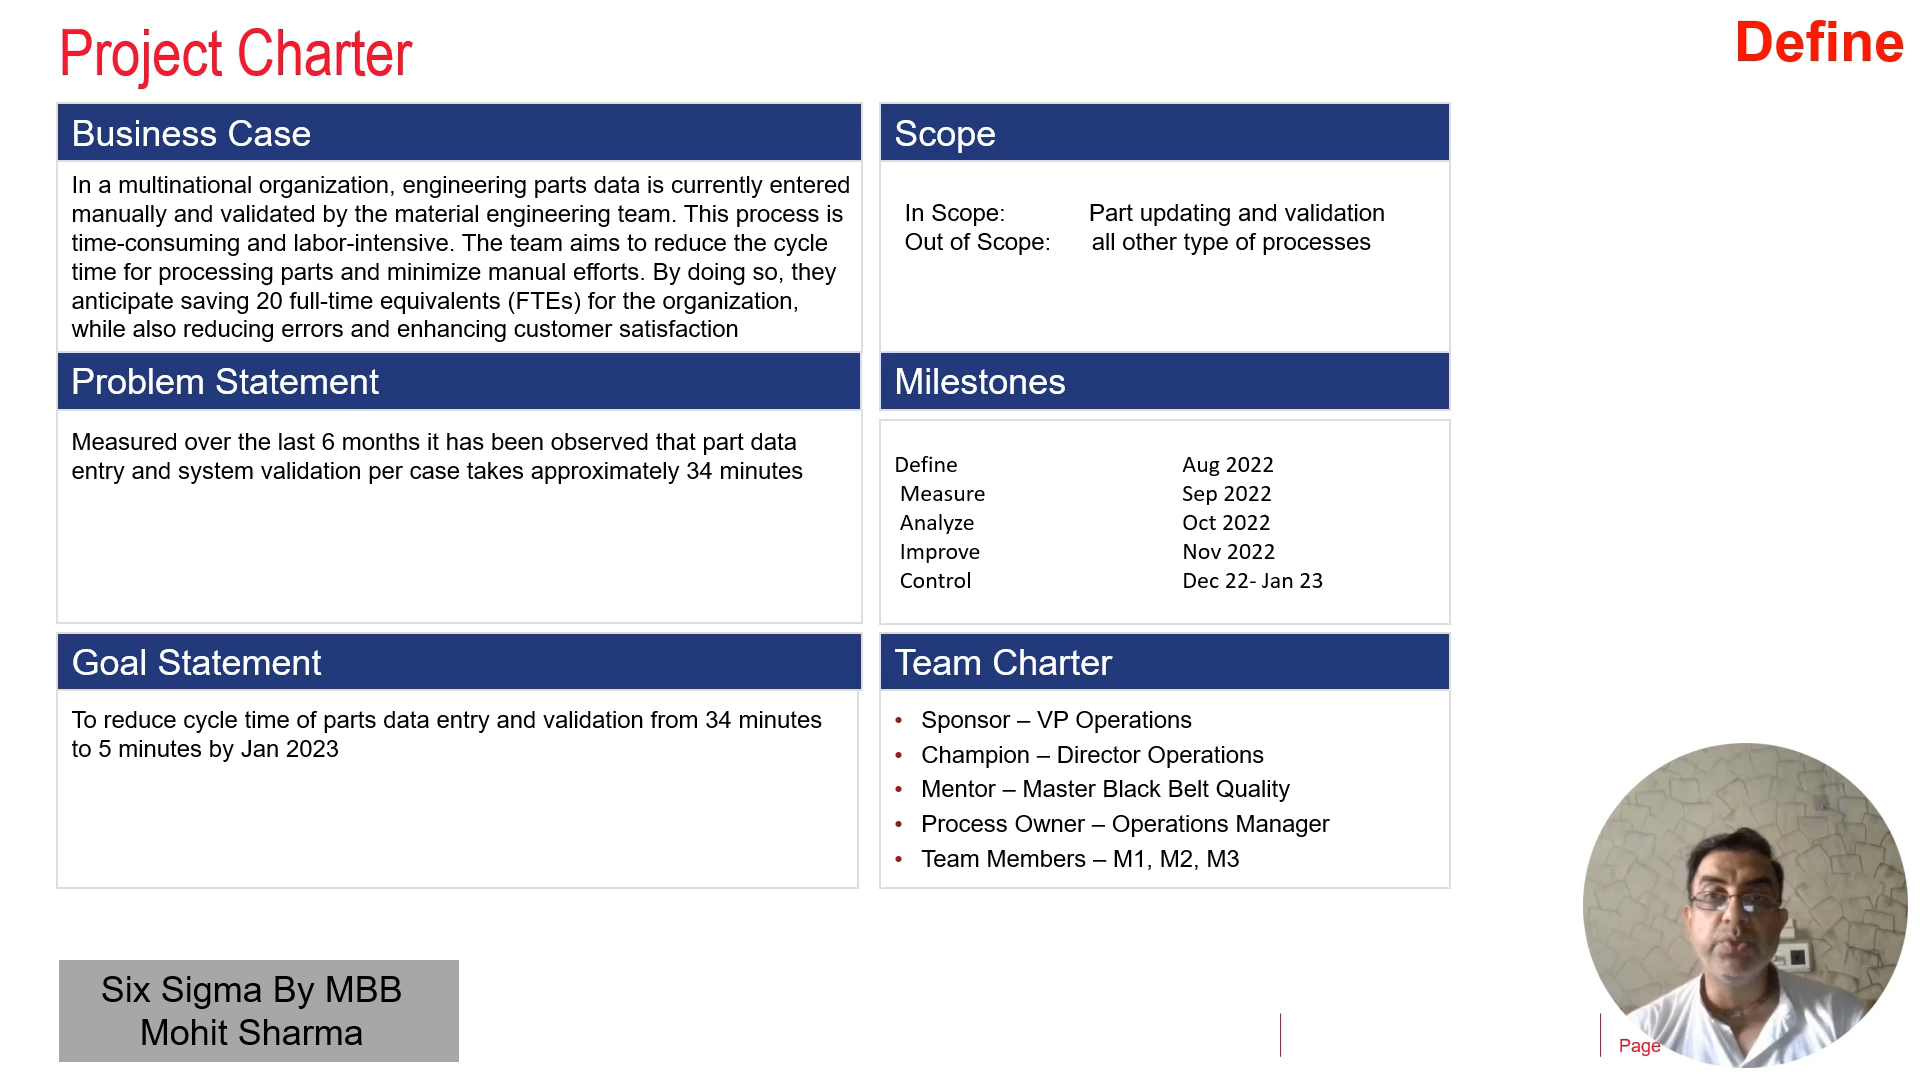 Project Charter
Define
Business Case
In a multinational organization, engineering parts data is currently entered
manually and validated by the material engineering team. This process is
time-consuming and labor-intensive. The team aims to reduce the cycle
time for processing parts and minimize manual efforts. By doing so, they
anticipate saving 20 full-time equivalents (FTEs) for the organization,
while also reducing errors and enhancing customer satisfaction
Scope
In Scope: Part updating and validation
Out of Scope: all other type of processes
Problem Statement
Measured over the last 6 months it has been observed that part data
entry and system validation per case takes approximately 34 minutes
Milestones
Define Aug 2022
Measure Sep 2022
Analyze Oct 2022
Improve Nov 2022
Control Dec 22- Jan 23
Goal Statement
To reduce cycle time of parts data entry and validation from 34 minutes
to 5 minutes by Jan 2023
Team Charter
• Sponsor – VP Operations
• Champion – Director Operations
• Mentor – Master Black Belt Quality
• Process Owner – Operations Manager
• Team Members – M1, M2, M3
Six Sigma By MBB
Mohit Sharma
Page